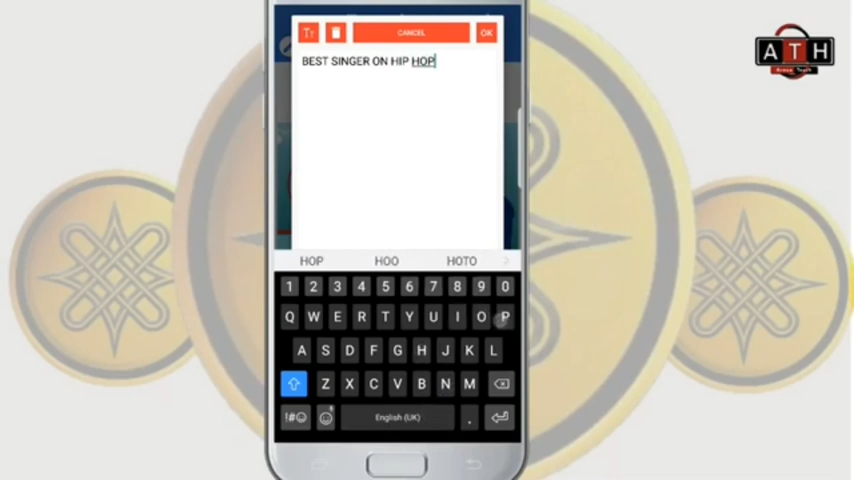 Tт
CANCEL
OK
BEST SINGER ON HIP HOP
HOP HOO HOTO
1 2 3 4 5 6 7 8 9 0
Q W E R T Y U I O P
A S D F G H J K L
Z X C V B N M
!#☺ English (UK) .
ATH